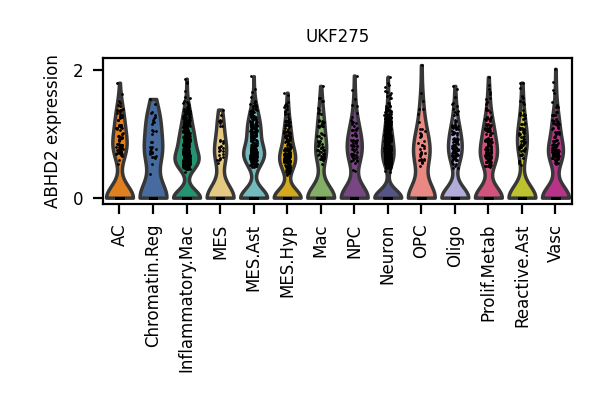 UKF275
ABHD2 expression
2
0
AC
Chromatin.Reg
Inflammatory.Mac
MES
MES.Ast
MES.Hyp
Mac
NPC
Neuron
OPC
Oligo
Prolif.Metab
Reactive.Ast
Vasc